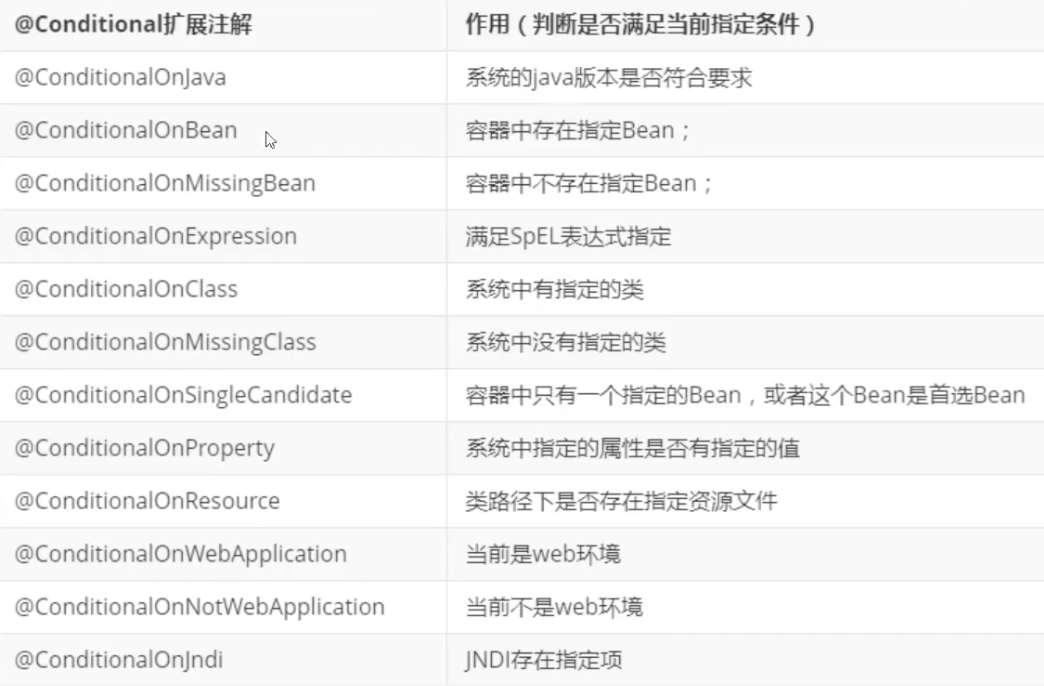 @Conditional扩展注解 作用（判断是否满足当前指定条件）
@ConditionalOnJava 系统的java版本是否符合要求
@ConditionalOnBean 容器中存在指定Bean；
@ConditionalOnMissingBean 容器中不存在指定Bean；
@ConditionalOnExpression 满足SpEL表达式指定
@ConditionalOnClass 系统中有指定的类
@ConditionalOnMissingClass 系统中没有指定的类
@ConditionalOnSingleCandidate 容器中只有一个指定的Bean，或者这个Bean是首选Bean
@ConditionalOnProperty 系统中指定的属性是否有指定的值
@ConditionalOnResource 类路径下是否存在指定资源文件
@ConditionalOnWebApplication 当前是web环境
@ConditionalOnNotWebApplication 当前不是web环境
@ConditionalOnJndi JNDI存在指定项